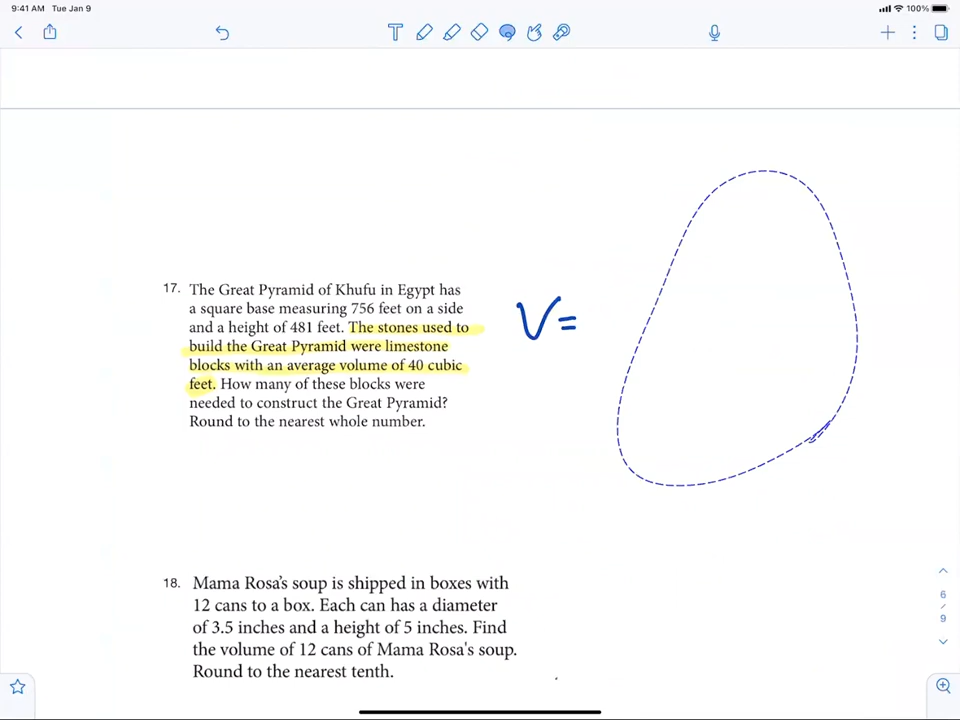 9:41 AM Tue Jan 9
100%
T
17. The Great Pyramid of Khufu in Egypt has
a square base measuring 756 feet on a side
and a height of 481 feet. The stones used to
build the Great Pyramid were limestone
blocks with an average volume of 40 cubic
feet. How many of these blocks were
needed to construct the Great Pyramid?
Round to the nearest whole number.
V=
18. Mama Rosa's soup is shipped in boxes with
12 cans to a box. Each can has a diameter
of 3.5 inches and a height of 5 inches. Find
the volume of 12 cans of Mama Rosa's soup.
Round to the nearest tenth.
6
/
9